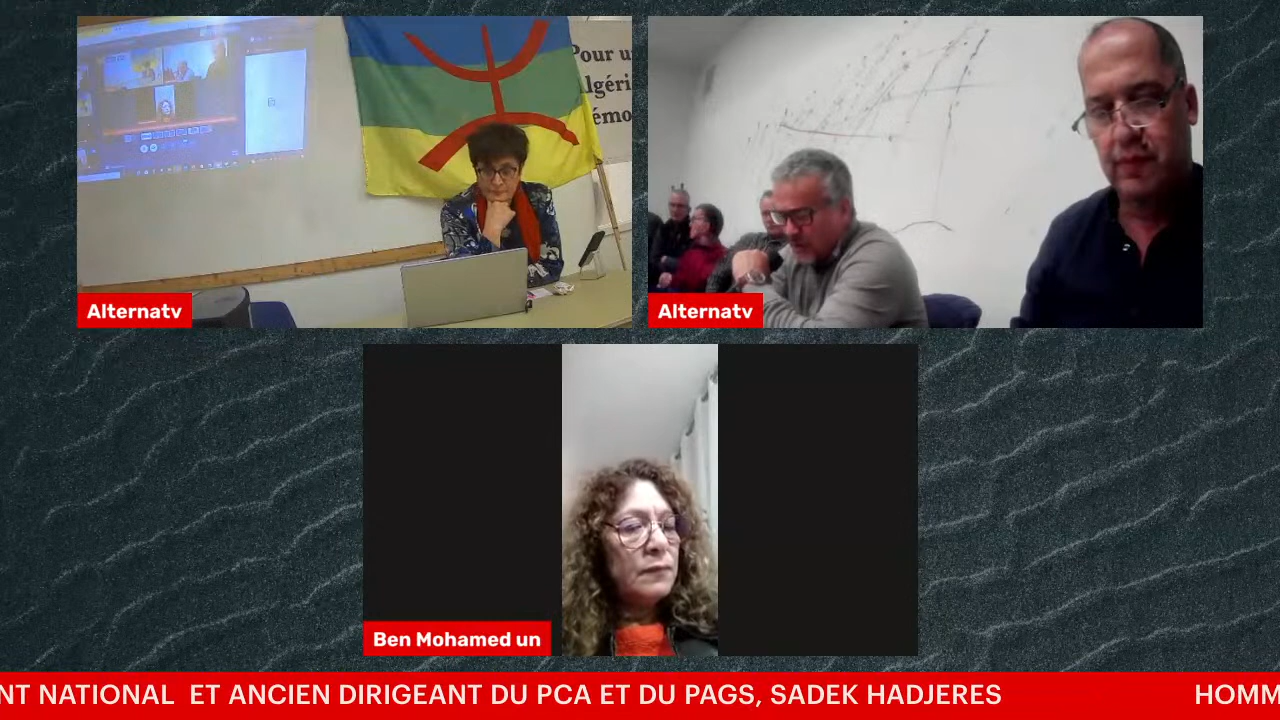 Pour u
lgéri
émo
Alternatv
Alternatv
Ben Mohamed un
NT NATIONAL ET ANCIEN DIRIGEANT DU PCA ET DU PAGS, SADEK HADJERES HOMM